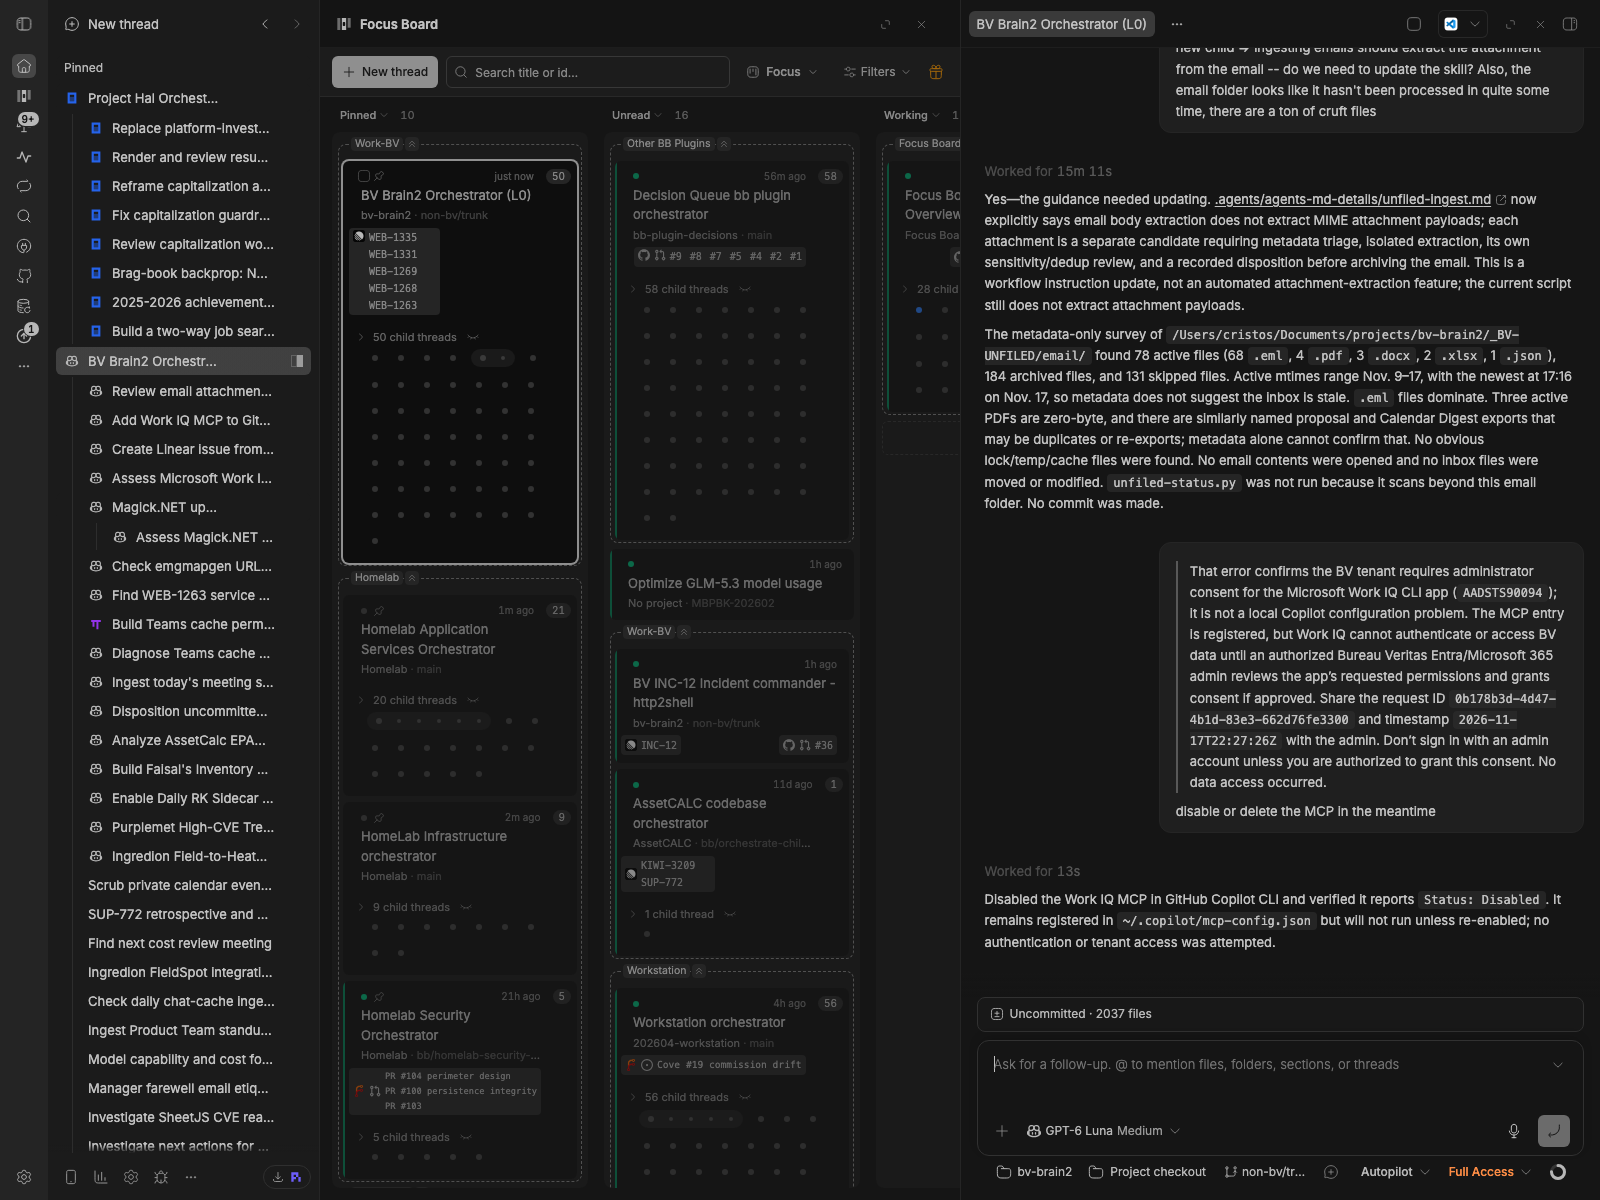 New thread
Pinned
Project Hal Orchest...
Replace platform-invest...
Render and review resu...
Reframe capitalization a...
Fix capitalization guardr...
Review capitalization wo...
Brag-book backprop: N...
2025-2026 achievement...
Build a two-way job sear...
BV Brain2 Orchestr...
Review email attachmen...
Add Work IQ MCP to Git...
Create Linear issue from...
Assess Microsoft Work I...
Magick.NET up...
Assess Magick.NET ...
Check emgmapgen URL...
Find WEB-1263 service ...
Build Teams cache perm...
Diagnose Teams cache ...
Ingest today's meeting s...
Disposition uncommitte...
Analyze AssetCalc EPA...
Build Faisal's Inventory ...
Enable Daily RK Sidecar ...
Purplemet High-CVE Tre...
Ingredion Field-to-Heat...
Scrub private calendar even...
SUP-772 retrospective and ...
Find next cost review meeting
Ingredion FieldSpot integrati...
Check daily chat-cache inge...
Ingest Product Team standu...
Model capability and cost fo...
Manager farewell email etiq...
Investigate SheetJS CVE rea...
Investigate next actions for ...
9+
1
Focus Board
New thread
Search title or id...
Focus
Filters
Pinned 10
Work-BV
just now 50
BV Brain2 Orchestrator (L0)
bv-brain2 · non-bv/trunk
WEB-1335
WEB-1331
WEB-1269
WEB-1268
WEB-1263
50 child threads
Homelab
1m ago 21
Homelab Application
Services Orchestrator
Homelab · main
20 child threads
2m ago 9
HomeLab Infrastructure
orchestrator
Homelab · main
9 child threads
21h ago 5
Homelab Security
Orchestrator
Homelab · bb/homelab-security-...
PR #104 perimeter design
PR #100 persistence integrity
PR #103
5 child threads
Unread 16
Other BB Plugins
56m ago 58
Decision Queue bb plugin
orchestrator
bb-plugin-decisions · main
#9 #8 #7 #5 #4 #2 #1
58 child threads
1h ago
Optimize GLM-5.3 model usage
No project · MBPBK-202602
Work-BV
1h ago
BV INC-12 Incident commander -
http2shell
bv-brain2 · non-bv/trunk
INC-12 #36
11d ago 1
AssetCALC codebase
orchestrator
AssetCALC · bb/orchestrate-chil...
KIWI-3209
SUP-772
1 child thread
Workstation
4h ago 56
Workstation orchestrator
202604-workstation · main
Cove #19 commission drift
56 child threads
Working 1
Focus Board
Focus Bo
Overview
Focus Boa
28 child
BV Brain2 Orchestrator (L0)
new child → ingesting emails should extract the attachment
from the email -- do we need to update the skill? Also, the
email folder looks like it hasn't been processed in quite some
time, there are a ton of cruft files
Worked for 15m 11s
Yes—the guidance needed updating. .agents/agents-md-details/unfiled-ingest.md now
explicitly says email body extraction does not extract MIME attachment payloads; each
attachment is a separate candidate requiring metadata triage, isolated extraction, its own
sensitivity/dedup review, and a recorded disposition before archiving the email. This is a
workflow instruction update, not an automated attachment-extraction feature; the current script
still does not extract attachment payloads.
The metadata-only survey of /Users/cristos/Documents/projects/bv-brain2/_BV-
UNFILED/email/ found 78 active files (68 .eml , 4 .pdf , 3 .docx , 2 .xlsx , 1 .json ),
184 archived files, and 131 skipped files. Active mtimes range Nov. 9–17, with the newest at 17:16
on Nov. 17, so metadata does not suggest the inbox is stale. .eml files dominate. Three active
PDFs are zero-byte, and there are similarly named proposal and Calendar Digest exports that
may be duplicates or re-exports; metadata alone cannot confirm that. No obvious
lock/temp/cache files were found. No email contents were opened and no inbox files were
moved or modified. unfiled-status.py was not run because it scans beyond this email
folder. No commit was made.
That error confirms the BV tenant requires administrator
consent for the Microsoft Work IQ CLI app ( AADSTS90094 );
it is not a local Copilot configuration problem. The MCP entry
is registered, but Work IQ cannot authenticate or access BV
data until an authorized Bureau Veritas Entra/Microsoft 365
admin reviews the app's requested permissions and grants
consent if approved. Share the request ID 0b178b3d-4d47-
4b1d-83e3-662d76fe3300 and timestamp 2026-11-
17T22:27:26Z with the admin. Don't sign in with an admin
account unless you are authorized to grant this consent. No
data access occurred.
disable or delete the MCP in the meantime
Worked for 13s
Disabled the Work IQ MCP in GitHub Copilot CLI and verified it reports Status: Disabled . It
remains registered in ~/.copilot/mcp-config.json but will not run unless re-enabled; no
authentication or tenant access was attempted.
Uncommitted · 2037 files
Ask for a follow-up. @ to mention files, folders, sections, or threads
GPT-6 Luna Medium
bv-brain2 Project checkout non-bv/tr... Autopilot Full Access